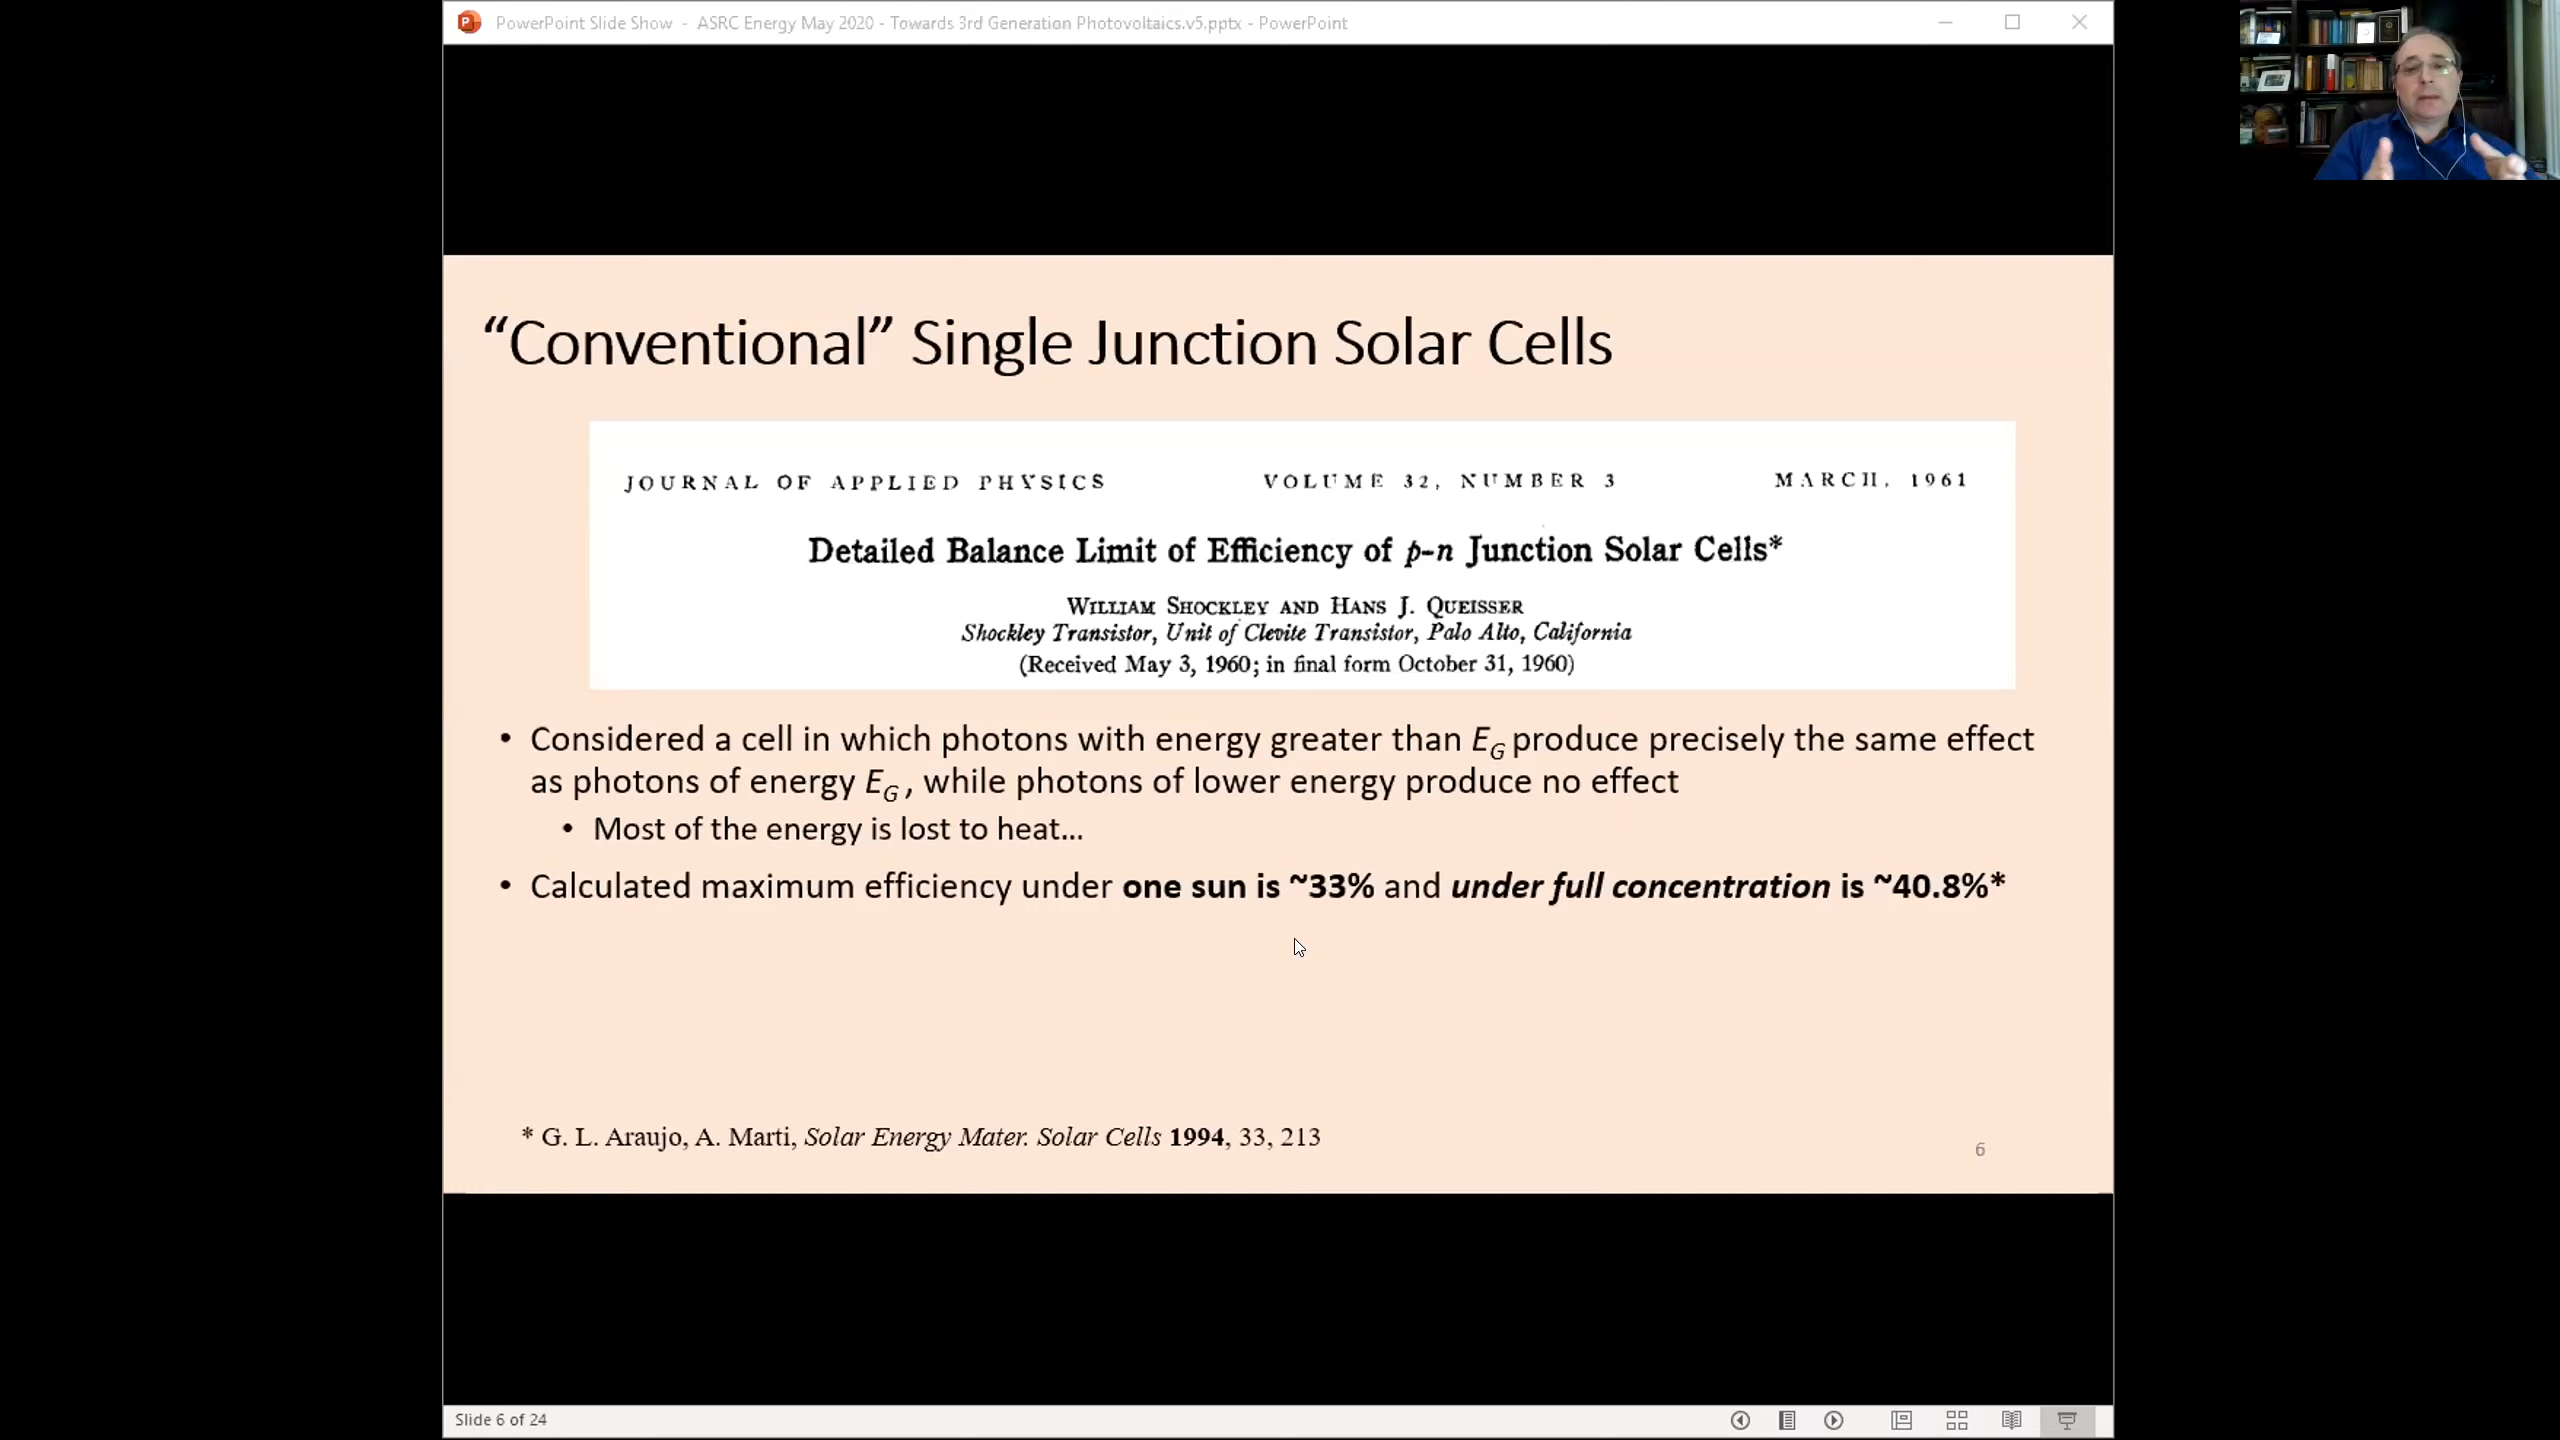 PowerPoint Slide Show - ASRC Energy May 2020 - Towards 3rd Generation Photovoltaics.v5.pptx - PowerPoint
“Conventional” Single Junction Solar Cells
JOURNAL OF APPLIED PHYSICS VOLUME 32, NUMBER 3 MARCH, 1961
Detailed Balance Limit of Efficiency of p-n Junction Solar Cells*
WILLIAM SHOCKLEY AND HANS J. QUEISSER
Shockley Transistor, Unit of Clevite Transistor, Palo Alto, California
(Received May 3, 1960; in final form October 31, 1960)
• Considered a cell in which photons with energy greater than EG produce precisely the same effect
as photons of energy EG, while photons of lower energy produce no effect
• Most of the energy is lost to heat…
• Calculated maximum efficiency under one sun is ~33% and under full concentration is ~40.8%*
* G. L. Araujo, A. Marti, Solar Energy Mater. Solar Cells 1994, 33, 213
6
Slide 6 of 24